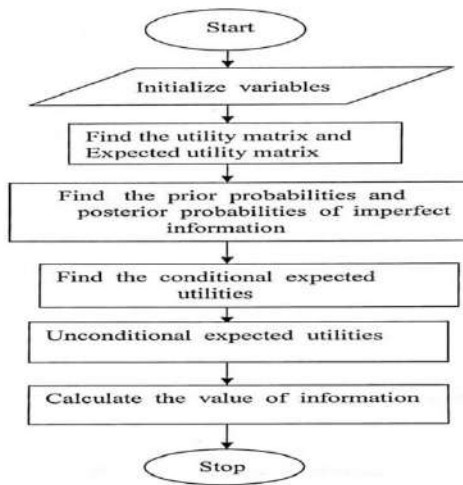 Start
Initialize variables
Find the utility matrix and
Expected utility matrix
Find the prior probabilities and
posterior probabilities of imperfect
information
Find the conditional expected
utilities
Unconditional expected utilities
Calculate the value of information
Stop